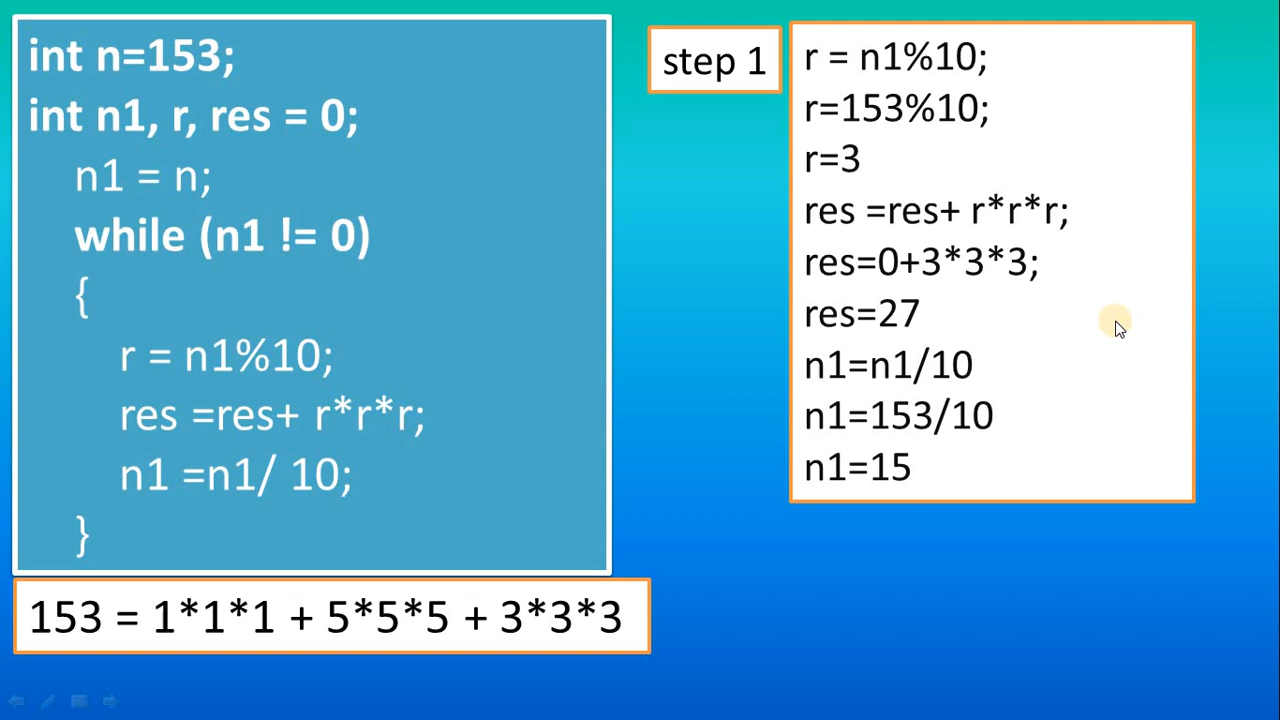 int n=153;
int n1, r, res = 0;
n1 = n;
while (n1 != 0)
{
r = n1%10;
res =res+ r*r*r;
n1 =n1/ 10;
}
153 = 1*1*1 + 5*5*5 + 3*3*3
step 1
r = n1%10;
r=153%10;
r=3
res =res+ r*r*r;
res=0+3*3*3;
res=27
n1=n1/10
n1=153/10
n1=15